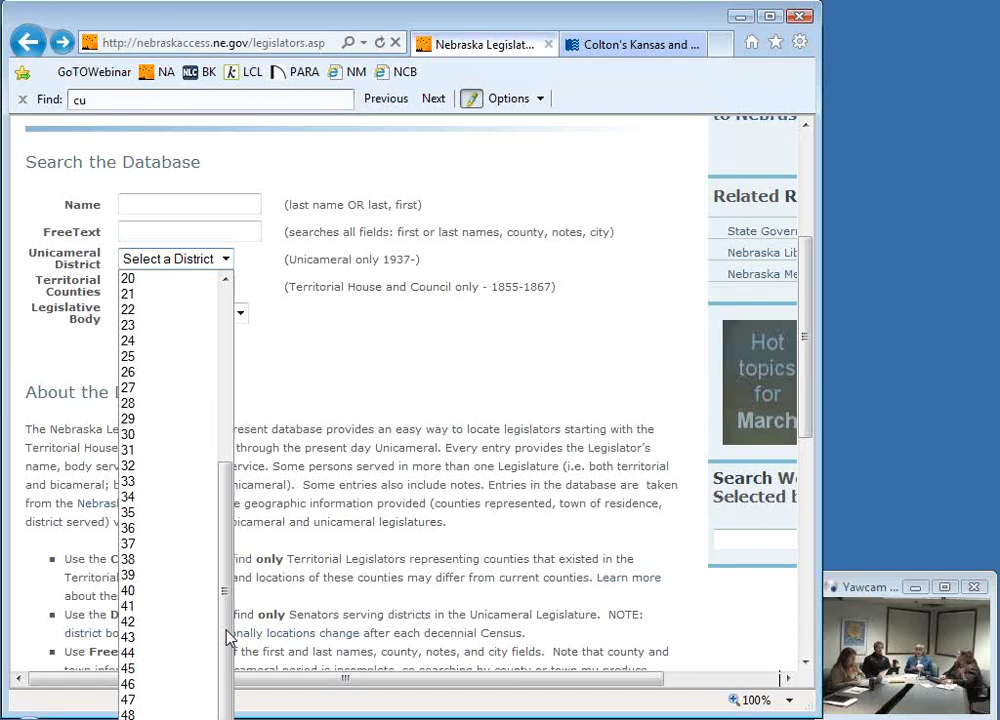 http://nebraskaccess.ne.gov/legislators.asp
Nebraska Legislat...
Colton's Kansas and ...
GoTOWebinar NA NLC BK k LCL PARA NM NCB
Find: cu Previous Next Options
to Nebras
Search the Database
Related R
Name (last name OR last, first)
FreeText (searches all fields: first or last names, county, notes, city)
State Gover
Unicameral District Select a District (Unicameral only 1937-)
Nebraska Lib
Territorial Counties (Territorial House and Council only - 1855-1867)
Nebraska Me
Legislative Body
20
21
22
23
24
25
26
27
28
29
30
31
32
33
34
35
36
37
38
39
40
41
42
43
44
45
46
47
48
Hot
topics
for
March
About the
The Nebraska Le resent database provides an easy way to locate legislators starting with the
Territorial House through the present day Unicameral. Every entry provides the Legislator's
name, body serv ervice. Some persons served in more than one Legislature (i.e. both territorial
and bicameral; b nicameral). Some entries also include notes. Entries in the database are taken
from the Nebras e geographic information provided (counties represented, town of residence,
district served) v bicameral and unicameral legislatures.
Search We
Selected b
Use the C find only Territorial Legislators representing counties that existed in the
Territorial and locations of these counties may differ from current counties. Learn more
about the
Use the D find only Senators serving districts in the Unicameral Legislature. NOTE:
district bo nally locations change after each decennial Census.
Use Free of the first and last names, county, notes, and city fields. Note that county and
town infor
100%
Yawcam ...